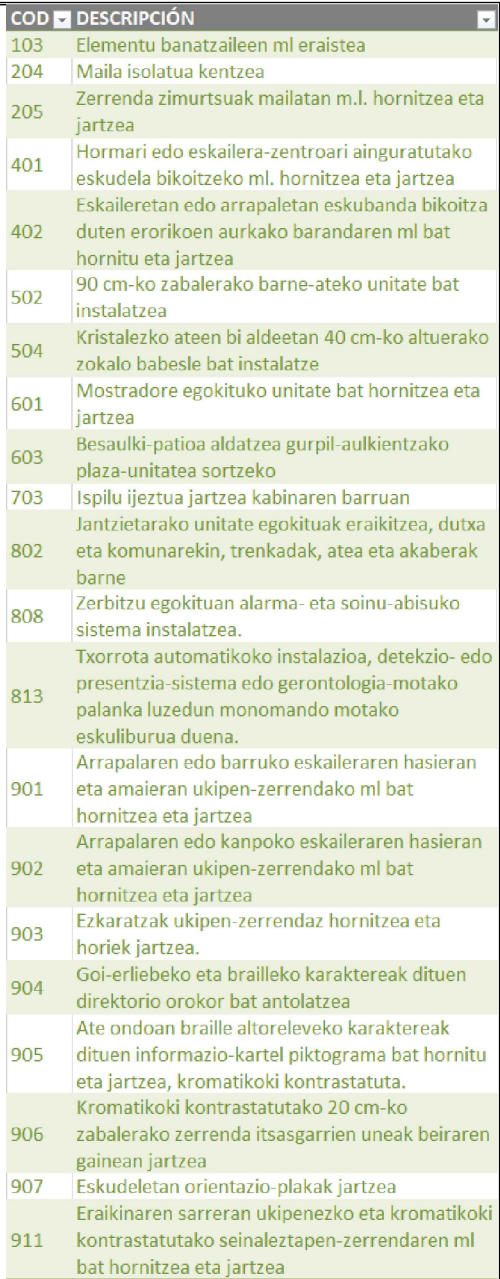 COD DESCRIPCIÓN
103 Elementu banatzaileen ml eraistea
204 Maila isolatua kentzea
205 Zerrenda zimurtsuak mailatan m.l. hornitzea eta
jartzea
401 Hormari edo eskailera-zentroari ainguratutako
eskudela bikoitzeko ml. hornitzea eta jartzea
402 Eskaileretan edo arrapaletan eskubanda bikoitza
duten erorikoen aurkako barandaren ml bat
hornitu eta jartzea
502 90 cm-ko zabalerako barne-ateko unitate bat
instalatzea
504 Kristalezko ateen bi aldeetan 40 cm-ko altuerako
zokalo babesle bat instalatze
601 Mostradore egokituko unitate bat hornitzea eta
jartzea
603 Besaulki-patioa aldatzea gurpil-aulkientzako
plaza-unitatea sortzeko
703 Ispilu ijeztua jartzea kabinaren barruan
802 Jantzietarako unitate egokituak eraikitzea, dutxa
eta komunarekin, trenkadak, atea eta akaberak
barne
808 Zerbitzu egokituan alarma- eta soinu-abisuko
sistema instalatzea.
813 Txorrota automatikoko instalazioa, detekzio- edo
presentzia-sistema edo gerontologia-motako
palanka luzedun monomando motako
eskuliburua duena.
901 Arrapalaren edo barruko eskaileraren hasieran
eta amaieran ukipen-zerrendako ml bat
hornitzea eta jartzea
902 Arrapalaren edo kanpoko eskaileraren hasieran
eta amaieran ukipen-zerrendako ml bat
hornitzea eta jartzea
903 Ezkaratzak ukipen-zerrendaz hornitzea eta
horiek jartzea.
904 Goi-erliebeko eta brailleko karaktereak dituen
direktorio orokor bat antolatzea
905 Ate ondoan braille altoreleveko karaktereak
dituen informazio-kartel piktograma bat hornitu
eta jartzea, kromatikoki kontrastatuta.
906 Kromatikoki kontrastatutako 20 cm-ko
zabalerako zerrenda itsasgarrien uneak beiraren
gainean jartzea
907 Eskudeletan orientazio-plakak jartzea
911 Eraikinaren sarreran ukipenezko eta kromatikoki
kontrastatutako seinaleztapen-zerrendaren ml
bat hornitzea eta jartzea